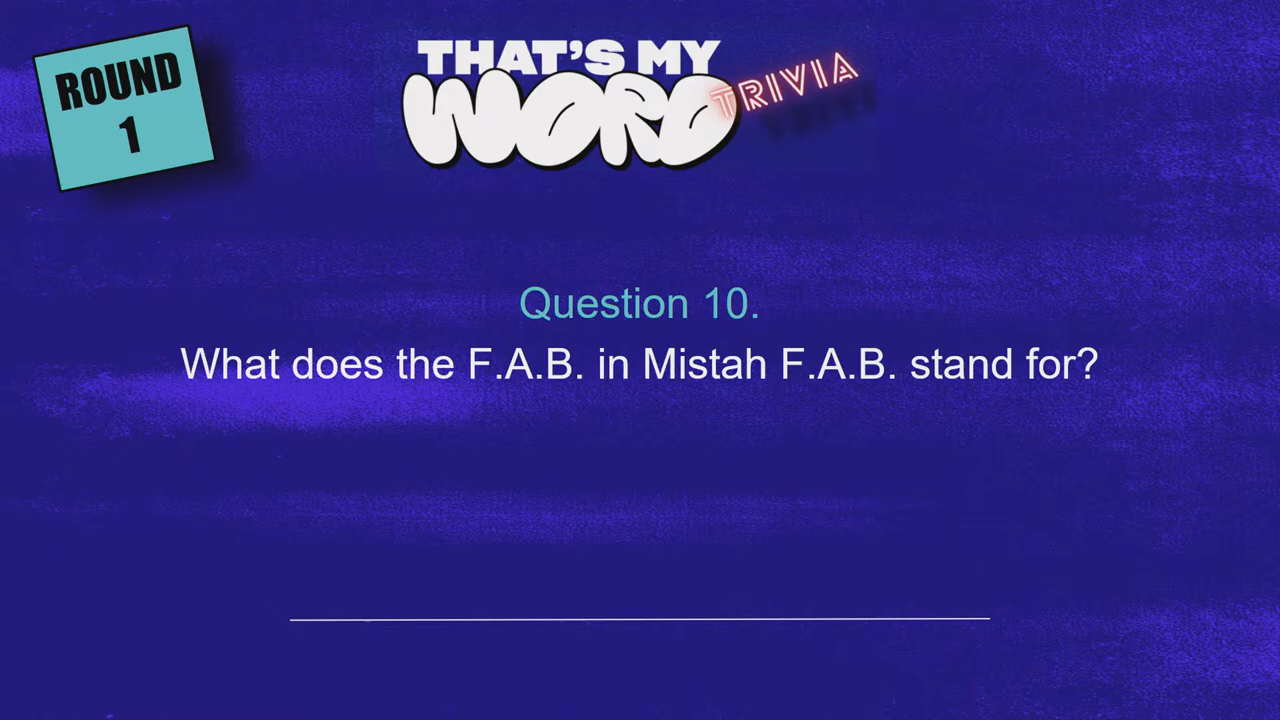 ROUND
1
THAT'S MY
WORD
TRIVIA
Question 10.
What does the F.A.B. in Mistah F.A.B. stand for?